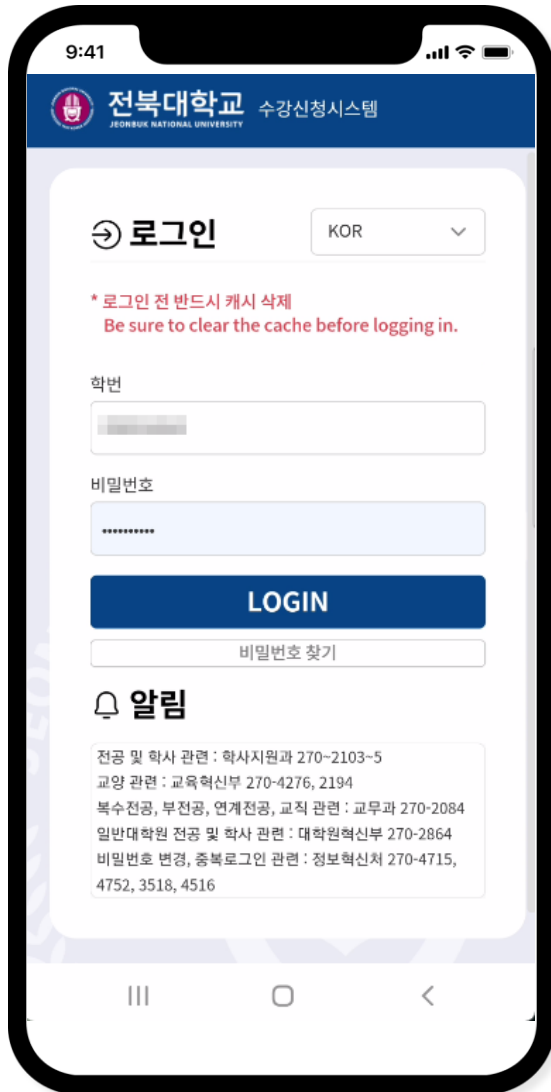 9:41
전북대학교 수강신청시스템
JEONBUK NATIONAL UNIVERSITY
로그인
KOR
* 로그인 전 반드시 캐시 삭제
Be sure to clear the cache before logging in.
학번
비밀번호
••••••••••
LOGIN
비밀번호 찾기
알림
전공 및 학사 관련 : 학사지원과 270~2103~5
교양 관련 : 교육혁신부 270-4276, 2194
복수전공, 부전공, 연계전공, 교직 관련 : 교무과 270-2084
일반대학원 전공 및 학사 관련 : 대학원혁신부 270-2864
비밀번호 변경, 중복로그인 관련 : 정보혁신처 270-4715,
4752, 3518, 4516